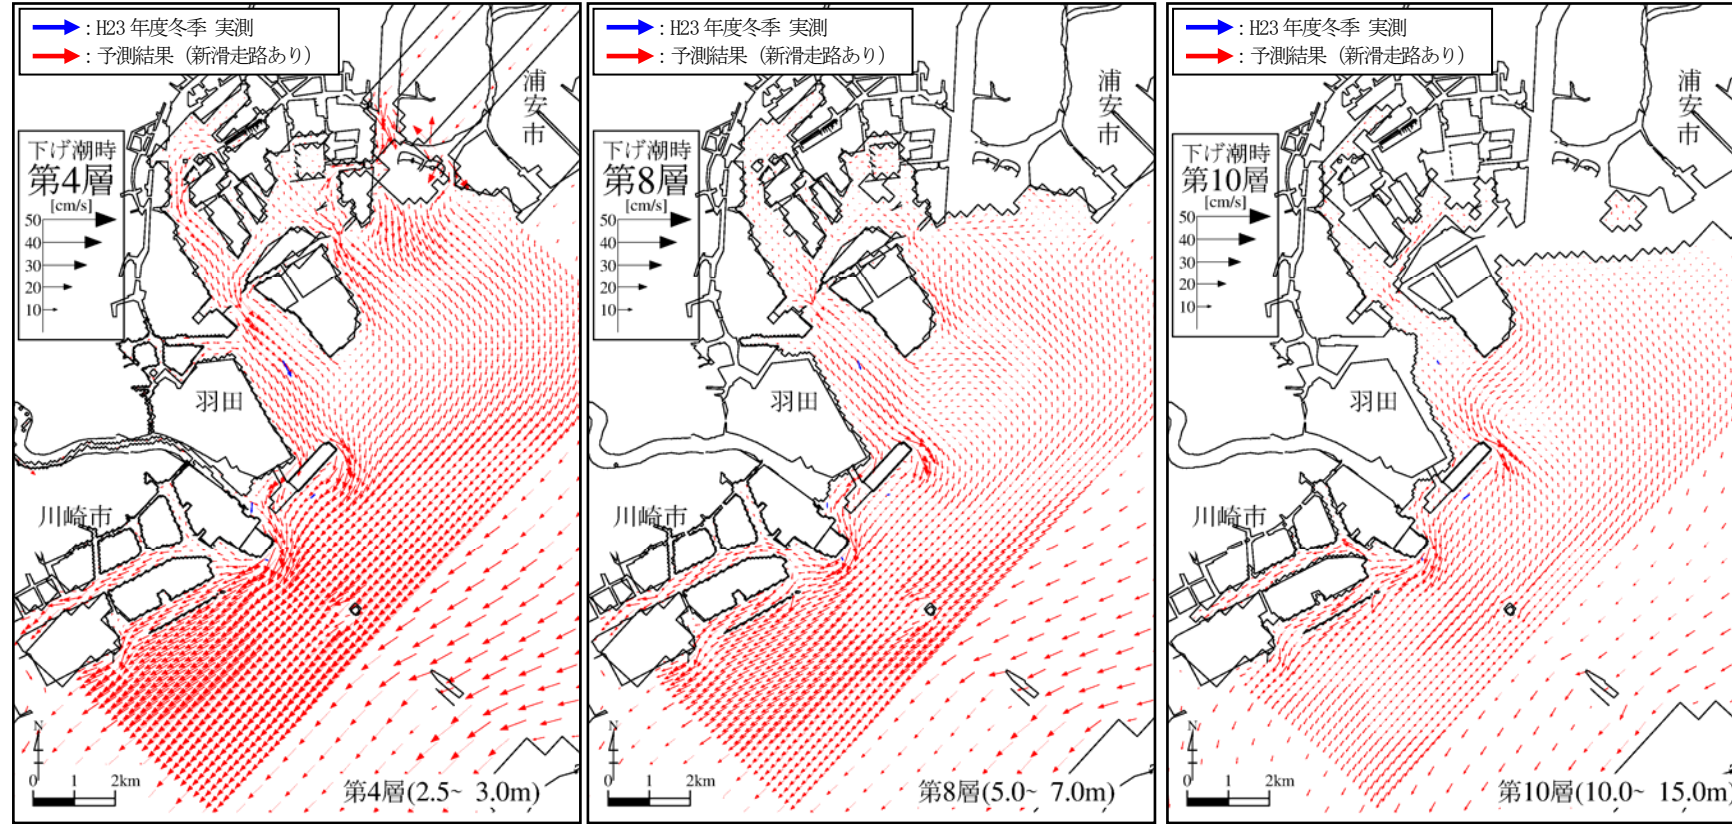 : H23 年度冬季 実測
: 予測結果（新滑走路あり）
浦安市
下げ潮時
第4層
[cm/s]
50
40
30
20
10
羽田
川崎市
N
0 1 2km
第4層(2.5~ 3.0m)
: H23 年度冬季 実測
: 予測結果（新滑走路あり）
浦安市
下げ潮時
第8層
[cm/s]
50
40
30
20
10
羽田
川崎市
N
0 1 2km
第8層(5.0~ 7.0m)
: H23 年度冬季 実測
: 予測結果（新滑走路あり）
浦安市
下げ潮時
第10層
[cm/s]
50
40
30
20
10
羽田
川崎市
N
0 1 2km
第10層(10.0~ 15.0m)